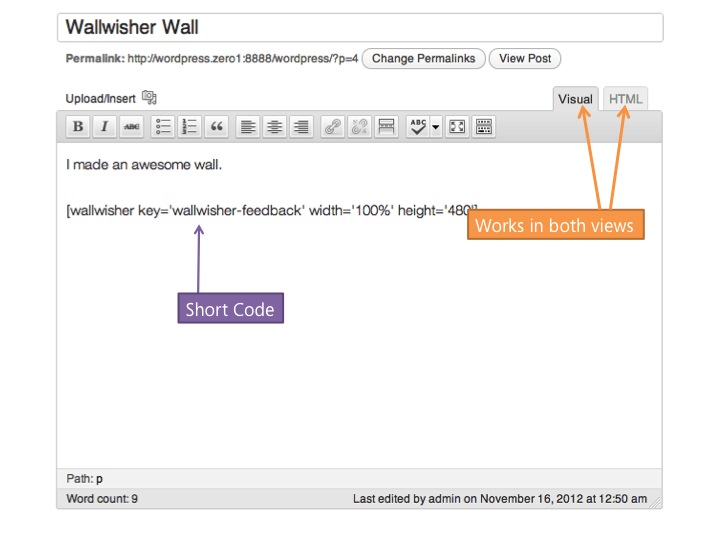 Wallwisher Wall
Permalink: http://wordpress.zero1:8888/wordpress/?p=4 Change Permalinks View Post
Upload/Insert Visual HTML
B I ABC ABC
I made an awesome wall.
[wallwisher key='wallwisher-feedback' width='100%' height='480']
Works in both views
Short Code
Path: p
Word count: 9 Last edited by admin on November 16, 2012 at 12:50 am